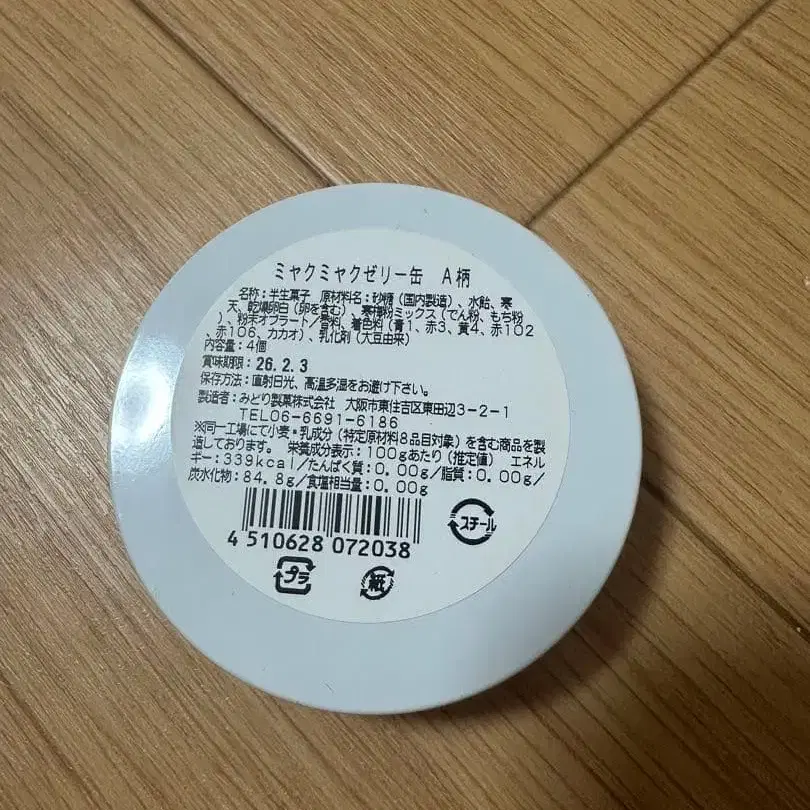 ミャクミャクゼリー缶 A柄
名称:半生菓子 原材料名:砂糖(国内製造)、水飴、寒
天、乾燥卵白(卵を含む)、寒梅粉ミックス(でん粉、もち粉
)、粉末オブラート/香料、着色料(青1、赤3、黄4、赤102
、赤106、カカオ)、乳化剤(大豆由来)
内容量:4個
賞味期限:26.2.3
保存方法:直射日光、高温多湿をお避け下さい。
製造者:みどり製菓株式会社 大阪市東住吉区東田辺3-2-1
TEL06-6691-6186
※同一工場にて小麦・乳成分(特定原材料8品目対象)を含む商品を製
造しております。 栄養成分表示:100gあたり(推定値) エネル
ギー:339kcal/たんぱく質:0.00g/脂質:0.00g/
炭水化物:84.8g/食塩相当量:0.00g
4 510628 072038
スチール
プラ
紙